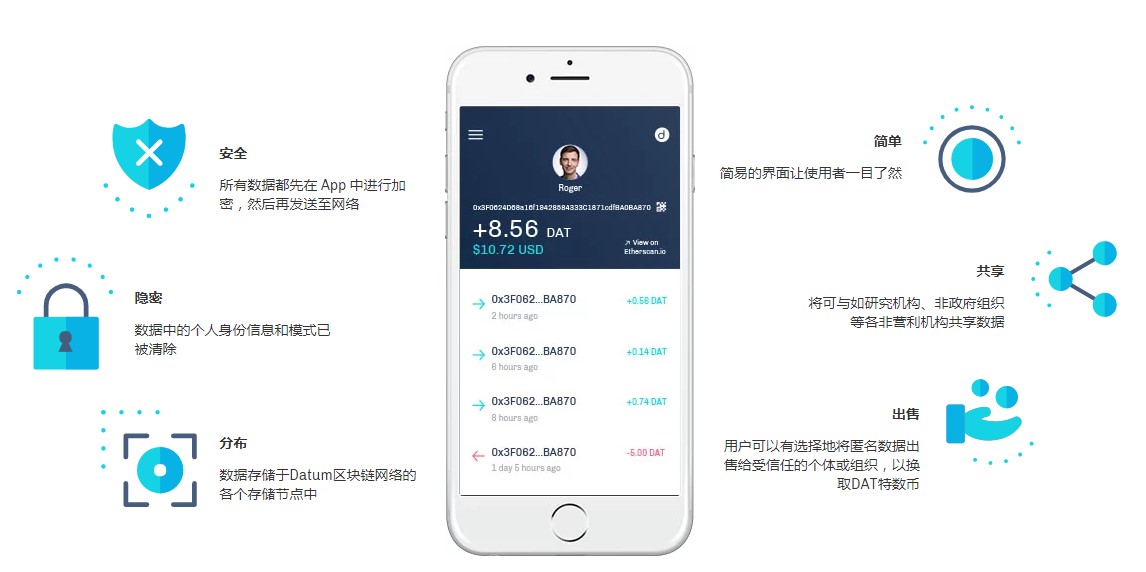 安全
所有数据都先在 App 中进行加
密，然后再发送至网络
隐密
数据中的个人身份信息和模式已
被清除
分布
数据存储于Datum区块链网络的
各个存储节点中
d
Roger
+8.56 DAT
$10.72 USD
↗ View on
Etherscan.io
→ 0x3F062...BA870 +0.56 DAT
2 hours ago
→ 0x3F062...BA870 +0.14 DAT
6 hours ago
→ 0x3F062...BA870 +0.74 DAT
8 hours ago
← 0x3F062...BA870 -5.00 DAT
1 day 5 hours ago
简单
简易的界面让使用者一目了然
共享
将可与如研究机构、非政府组织
等各非营利机构共享数据
出售
用户可以有选择地将匿名数据出
售给受信任的个体或组织，以换
取DAT特数币